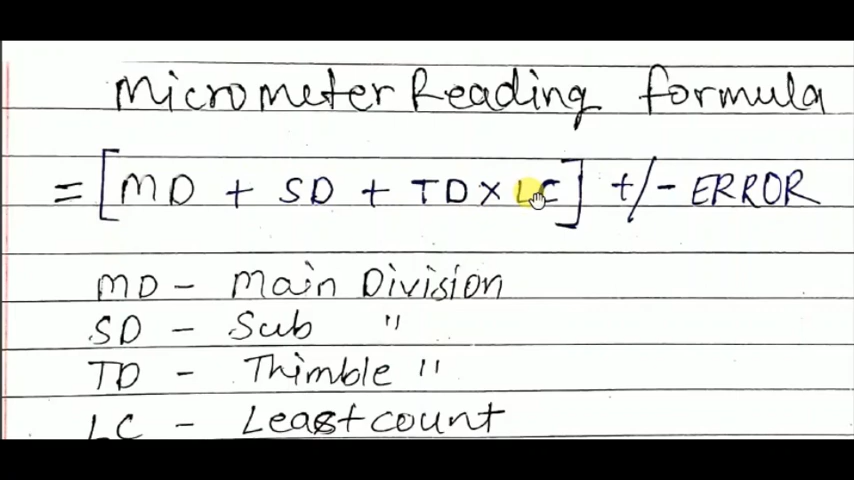 Micrometer Reading formula
= [MD + SD + TD × LC] +/- ERROR
MD - Main Division
SD - Sub "
TD - Thimble "
LC - Least count